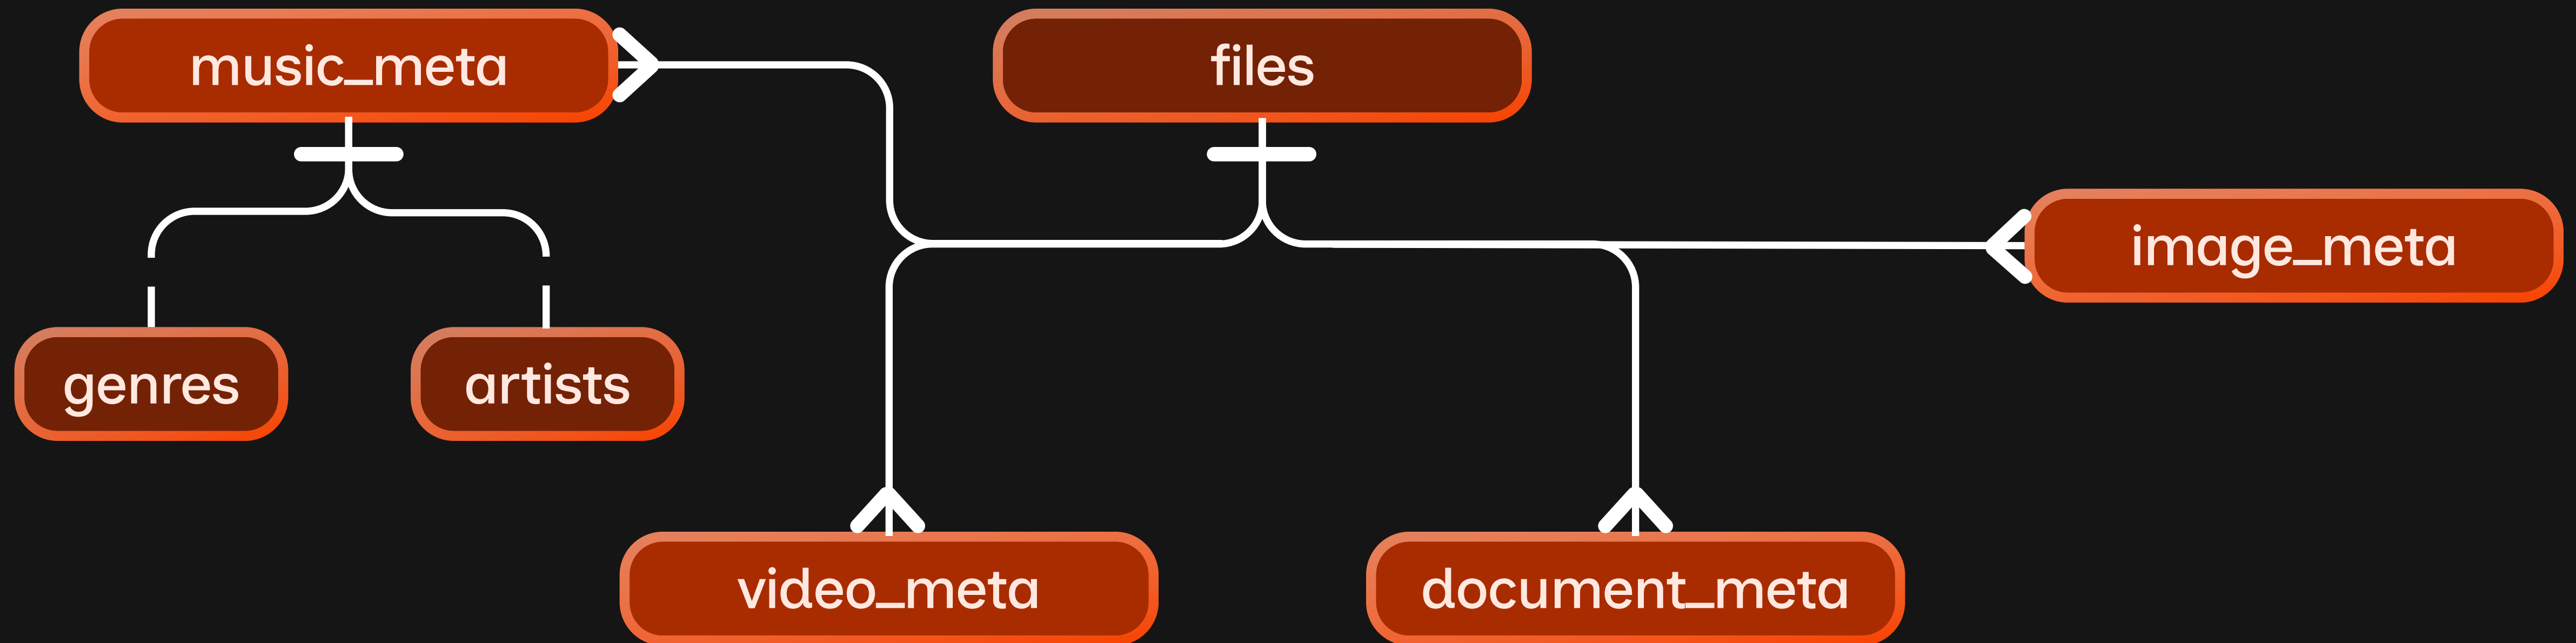 music_meta
files
image_meta
genres
artists
video_meta
document_meta